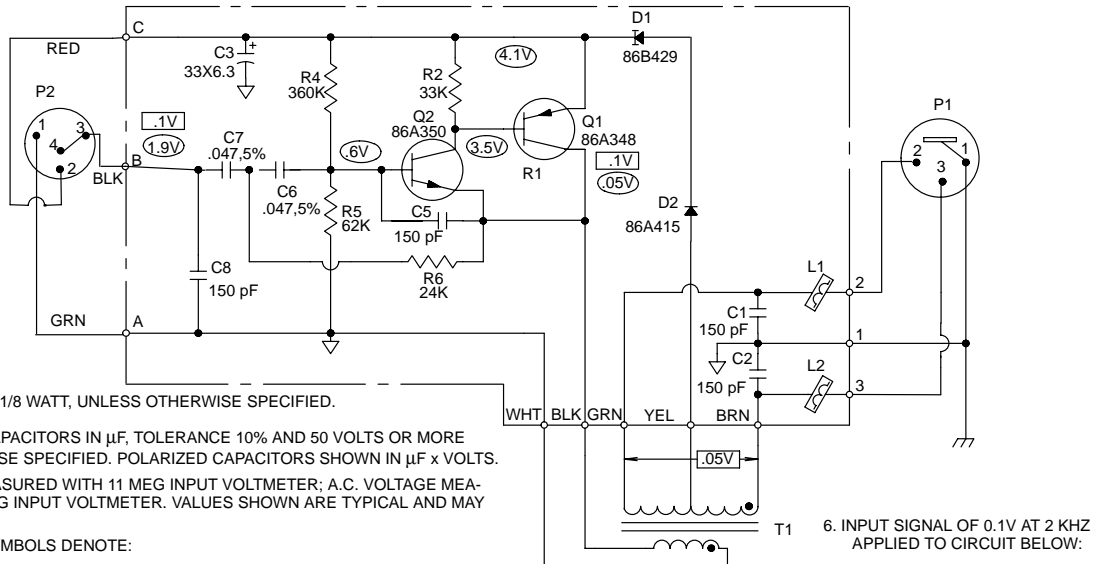 C
D1
RED
C3
+
33X6.3
R4
360K
R2
33K
4.1V
86B429
P2
Q2
86A350
Q1
86A348
P1
1
3
4
2
.1V
1.9V
C7
.047,5%
.6V
3.5V
.1V
R1
.05V
2
1
3
B
BLK
C6
.047,5%
R5
62K
C5
150 pF
D2
86A415
C8
150 pF
R6
24K
L1
2
C1
150 pF
GRN
A
1
C2
150 pF
L2
3
1/8 WATT, UNLESS OTHERWISE SPECIFIED.
WHT
BLK
GRN
YEL
BRN
APACITORS IN µF, TOLERANCE 10% AND 50 VOLTS OR MORE
SE SPECIFIED. POLARIZED CAPACITORS SHOWN IN µF x VOLTS.
.05V
ASURED WITH 11 MEG INPUT VOLTMETER; A.C. VOLTAGE MEA-
G INPUT VOLTMETER. VALUES SHOWN ARE TYPICAL AND MAY
T1
6. INPUT SIGNAL OF 0.1V AT 2 KHZ
APPLIED TO CIRCUIT BELOW:
MBOLS DENOTE: